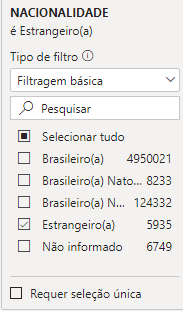 NACIONALIDADE
é Estrangeiro(a)
Tipo de filtro
Filtragem básica
Pesquisar
Selecionar tudo
Brasileiro(a) 4950021
Brasileiro(a) Nato... 8233
Brasileiro(a) N... 124332
Estrangeiro(a) 5935
Não informado 6749
Requer seleção única